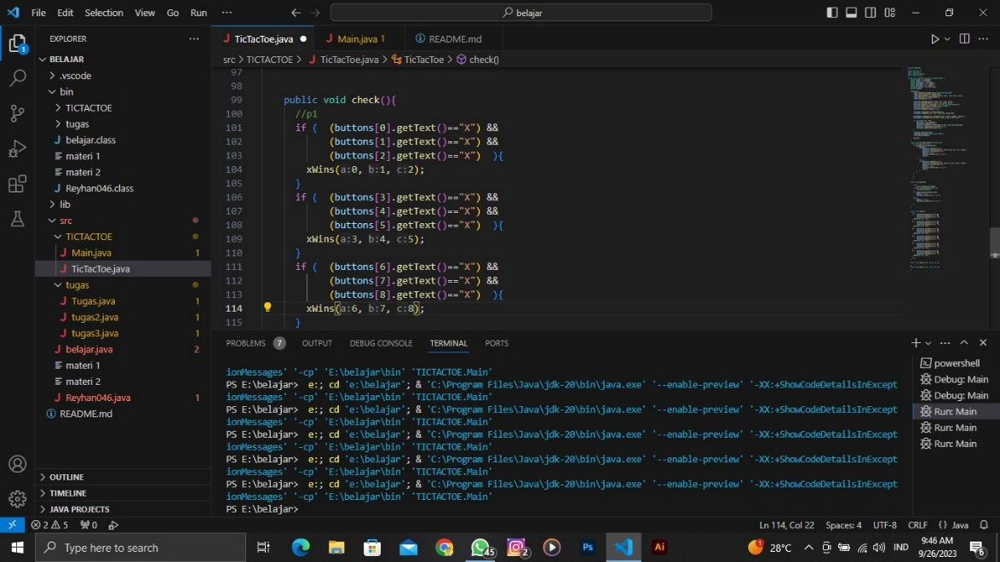 File Edit Selection View Go Run ··· belajar
EXPLORER ···
BELAJAR
.vscode
bin
TICTACTOE
tugas
belajar.class
materi 1
materi 2
Reyhan046.class
lib
src
TICTACTOE
Main.java 1
TicTacToe.java
tugas
Tugas.java 1
tugas2.java 1
tugas3.java 1
belajar.java 2
materi 1
materi 2
Reyhan046.java 1
README.md
OUTLINE
TIMELINE
JAVA PROJECTS
TicTacToe.java Main.java 1 README.md
src > TICTACTOE > TicTacToe.java > TicTacToe > check()
97
98
99 public void check(){
100 //p1
101 if ( (buttons[0].getText()=="X") &&
102 (buttons[1].getText()=="X") &&
103 (buttons[2].getText()=="X") ){
104 xWins(a:0, b:1, c:2);
105 }
106 if ( (buttons[3].getText()=="X") &&
107 (buttons[4].getText()=="X") &&
108 (buttons[5].getText()=="X") ){
109 xWins(a:3, b:4, c:5);
110 }
111 if ( (buttons[6].getText()=="X") &&
112 (buttons[7].getText()=="X") &&
113 (buttons[8].getText()=="X") ){
114 xWins(a:6, b:7, c:8);
115 }
PROBLEMS 7 OUTPUT DEBUG CONSOLE TERMINAL PORTS
ionMessages' '-cp' 'E:\belajar\bin' 'TICTACTOE.Main'
PS E:\belajar> e:; cd 'e:\belajar'; & 'C:\Program Files\Java\jdk-20\bin\java.exe' '--enable-preview' '-XX:+ShowCodeDetailsInExcept
ionMessages' '-cp' 'E:\belajar\bin' 'TICTACTOE.Main'
PS E:\belajar> e:; cd 'e:\belajar'; & 'C:\Program Files\Java\jdk-20\bin\java.exe' '--enable-preview' '-XX:+ShowCodeDetailsInExcept
ionMessages' '-cp' 'E:\belajar\bin' 'TICTACTOE.Main'
PS E:\belajar> e:; cd 'e:\belajar'; & 'C:\Program Files\Java\jdk-20\bin\java.exe' '--enable-preview' '-XX:+ShowCodeDetailsInExcept
ionMessages' '-cp' 'E:\belajar\bin' 'TICTACTOE.Main'
PS E:\belajar> e:; cd 'e:\belajar'; & 'C:\Program Files\Java\jdk-20\bin\java.exe' '--enable-preview' '-XX:+ShowCodeDetailsInExcept
ionMessages' '-cp' 'E:\belajar\bin' 'TICTACTOE.Main'
PS E:\belajar> e:; cd 'e:\belajar'; & 'C:\Program Files\Java\jdk-20\bin\java.exe' '--enable-preview' '-XX:+ShowCodeDetailsInExcept
ionMessages' '-cp' 'E:\belajar\bin' 'TICTACTOE.Main'
PS E:\belajar>
powershell
Debug: Main
Debug: Main
Run: Main
Run: Main
Run: Main
2 5 0 Ln 114, Col 22 Spaces: 4 UTF-8 CRLF {} Java
Type here to search 45 2 Ps Ai 1 28°C IND 9:46 AM 6
9/26/2023